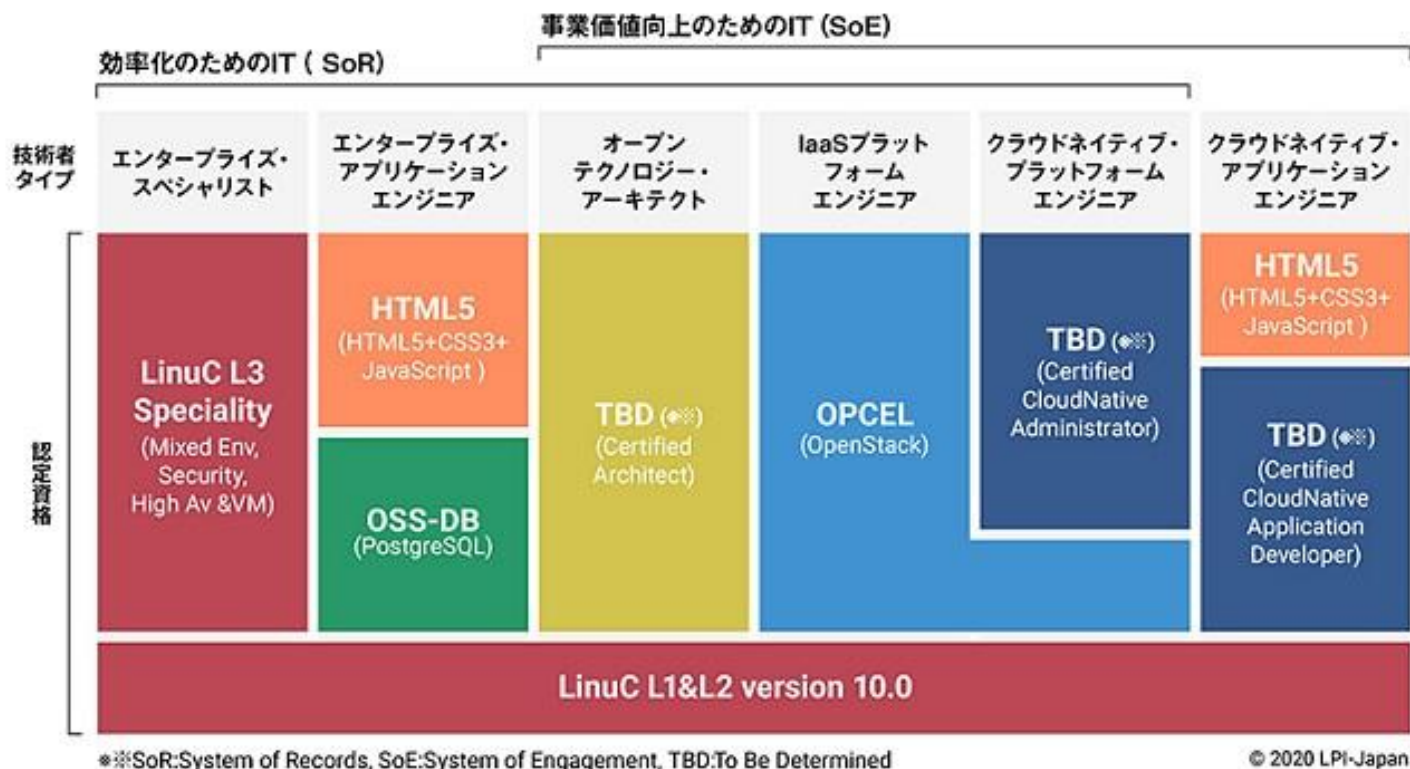 事業価値向上のためのIT (SoE)
効率化のためのIT ( SoR)
技術者
タイプ
エンタープライズ・
スペシャリスト
エンタープライズ・
アプリケーション
エンジニア
オープン
テクノロジー・
アーキテクト
IaaSプラット
フォーム
エンジニア
クラウドネイティブ・
プラットフォーム
エンジニア
クラウドネイティブ・
アプリケーション
エンジニア
認定資格
LinuC L3
Speciality
(Mixed Env,
Security,
High Av &VM)
HTML5
(HTML5+CSS3+
JavaScript )
OSS-DB
(PostgreSQL)
TBD (※)
(Certified
Architect)
OPCEL
(OpenStack)
TBD (※)
(Certified
CloudNative
Administrator)
HTML5
(HTML5+CSS3+
JavaScript )
TBD (※)
(Certified
CloudNative
Application
Developer)
LinuC L1&L2 version 10.0
※SoR:System of Records, SoE:System of Engagement, TBD:To Be Determined
© 2020 LPI-Japan